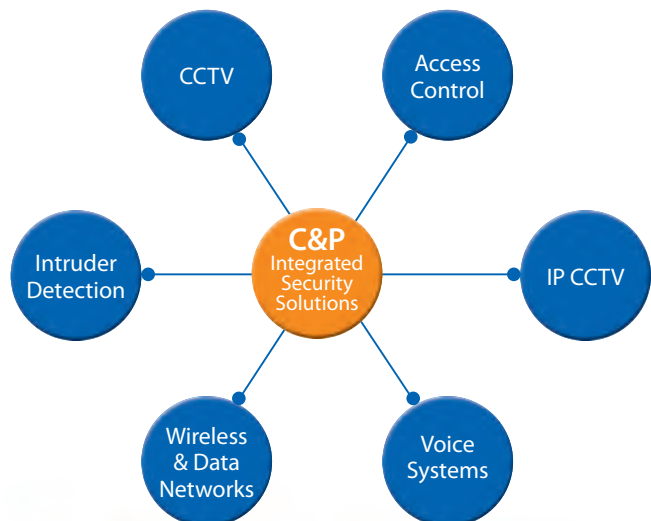 CCTV
Access
Control
C&P
Integrated
Security
Solutions
Intruder
Detection
IP CCTV
Wireless
& Data
Networks
Voice
Systems